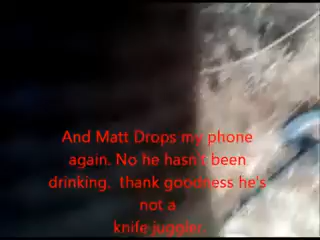 And Matt Drops my phone
again. No he hasn't been
drinking. thank goodness he's
not a
knife juggler.